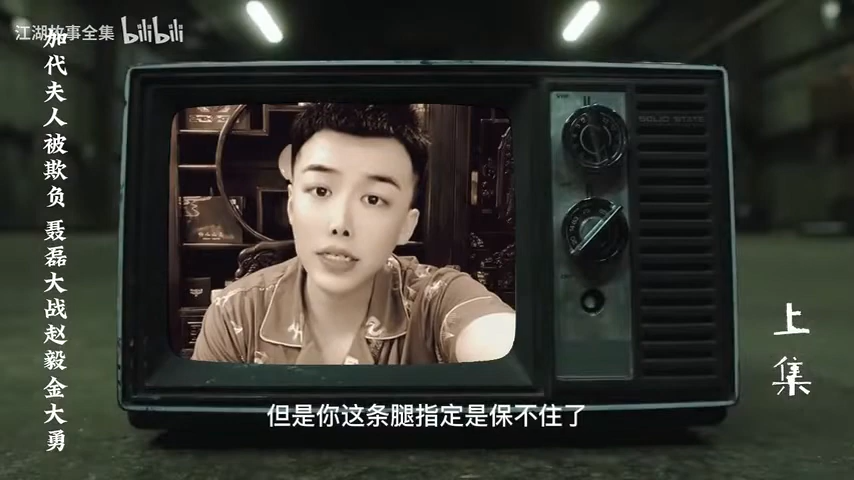 江湖故事全集 bilibili
加代夫人被欺负 聂磊大战赵毅金大勇
SOLID STATE
上集
但是你这条腿指定是保不住了